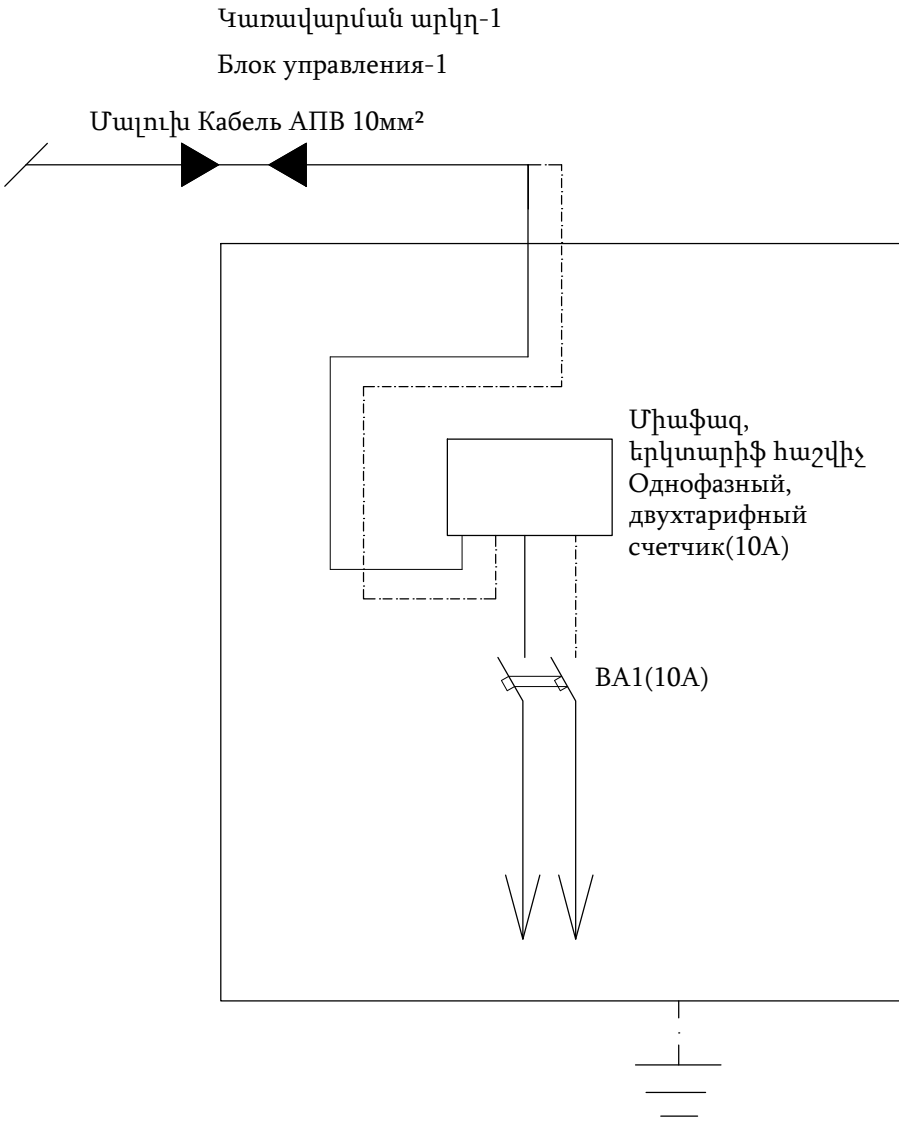 Կառավարման արկղ-1
Блок управления-1
Մալուխ Кабель АПВ 10мм²
Միաֆազ,
երկտարիֆ հաշվիչ
Однофазный,
двухтарифный
счетчик(10А)
ВА1(10А)